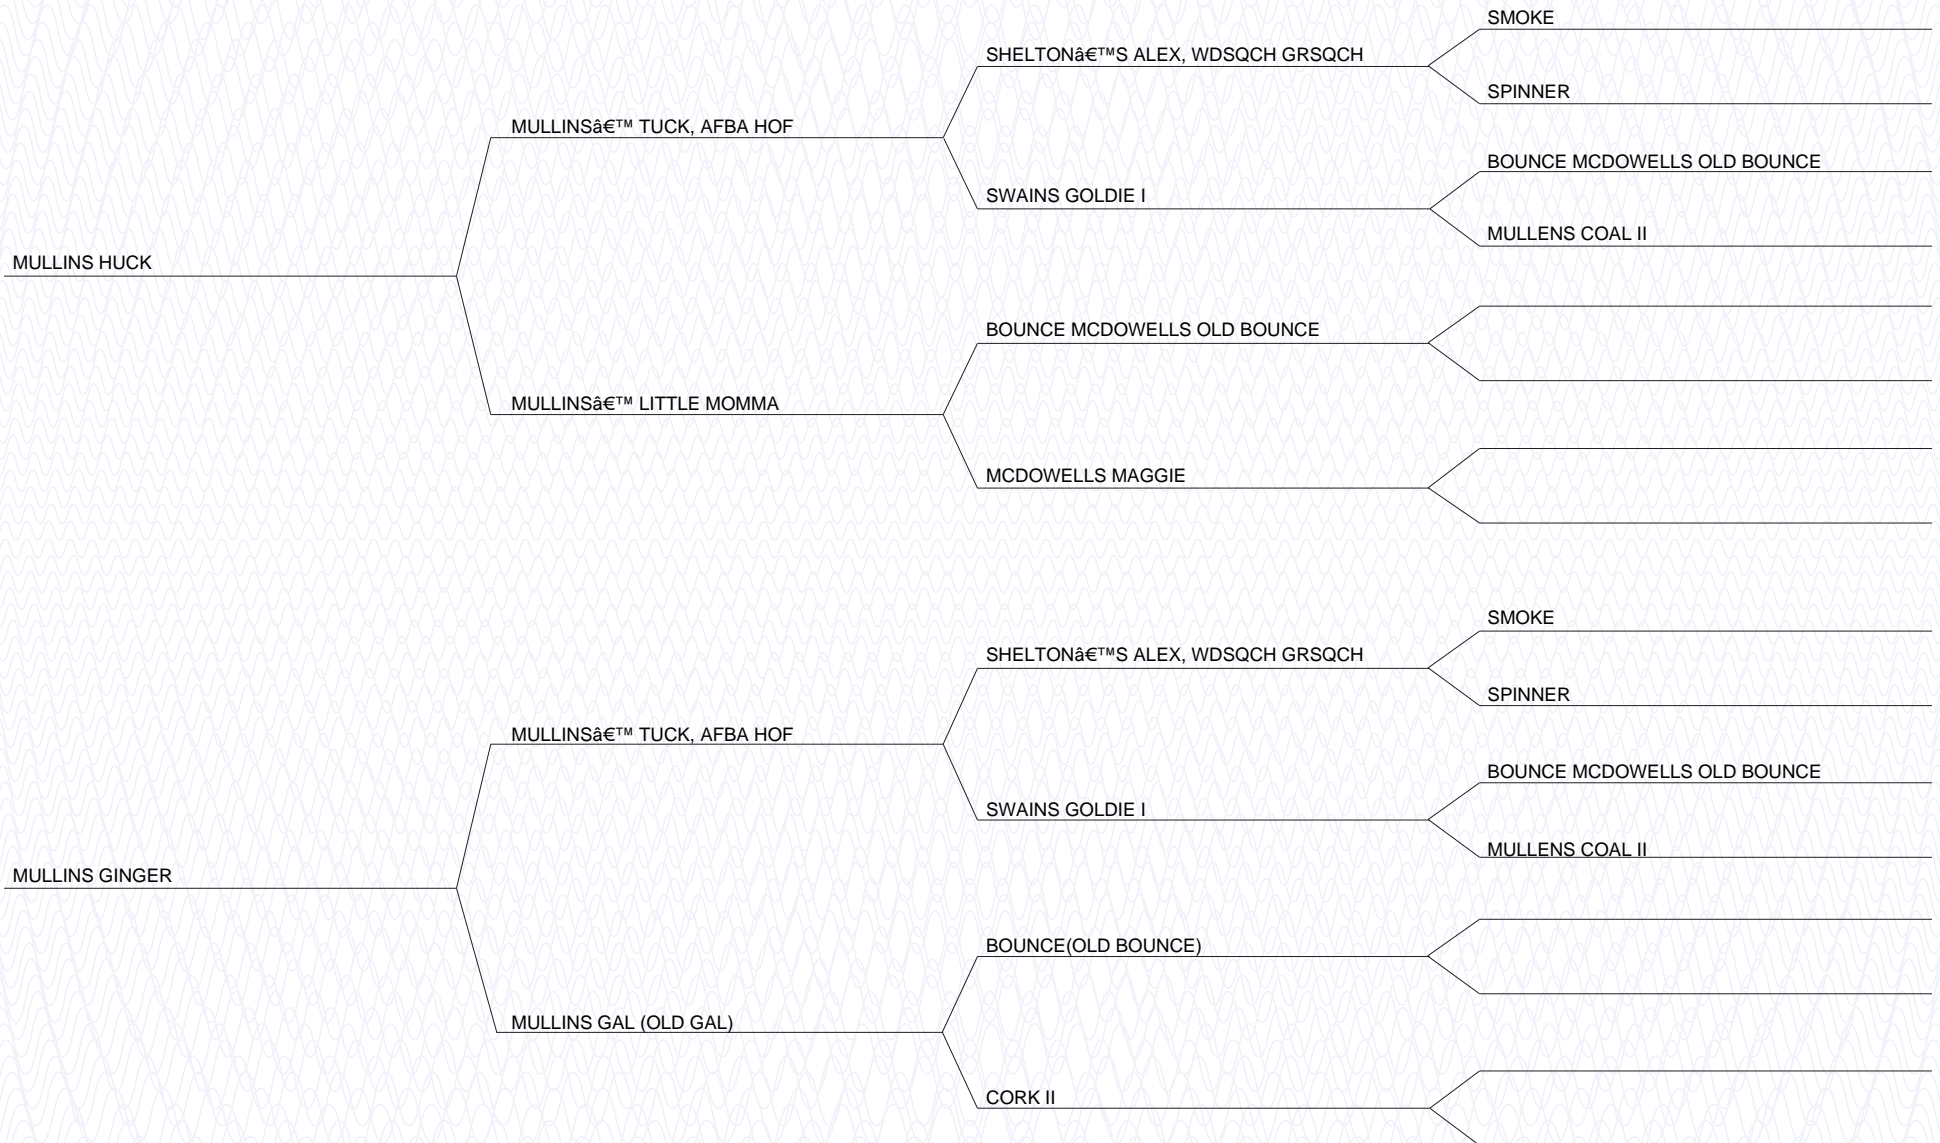 SMOKE
SHELTONâ€™S ALEX, WDSQCH GRSQCH
SPINNER
MULLINSâ€™ TUCK, AFBA HOF
BOUNCE MCDOWELLS OLD BOUNCE
SWAINS GOLDIE I
MULLENS COAL II
MULLINS HUCK
BOUNCE MCDOWELLS OLD BOUNCE
MULLINSâ€™ LITTLE MOMMA
MCDOWELLS MAGGIE
SMOKE
SHELTONâ€™S ALEX, WDSQCH GRSQCH
SPINNER
MULLINSâ€™ TUCK, AFBA HOF
BOUNCE MCDOWELLS OLD BOUNCE
SWAINS GOLDIE I
MULLENS COAL II
MULLINS GINGER
BOUNCE(OLD BOUNCE)
MULLINS GAL (OLD GAL)
CORK II